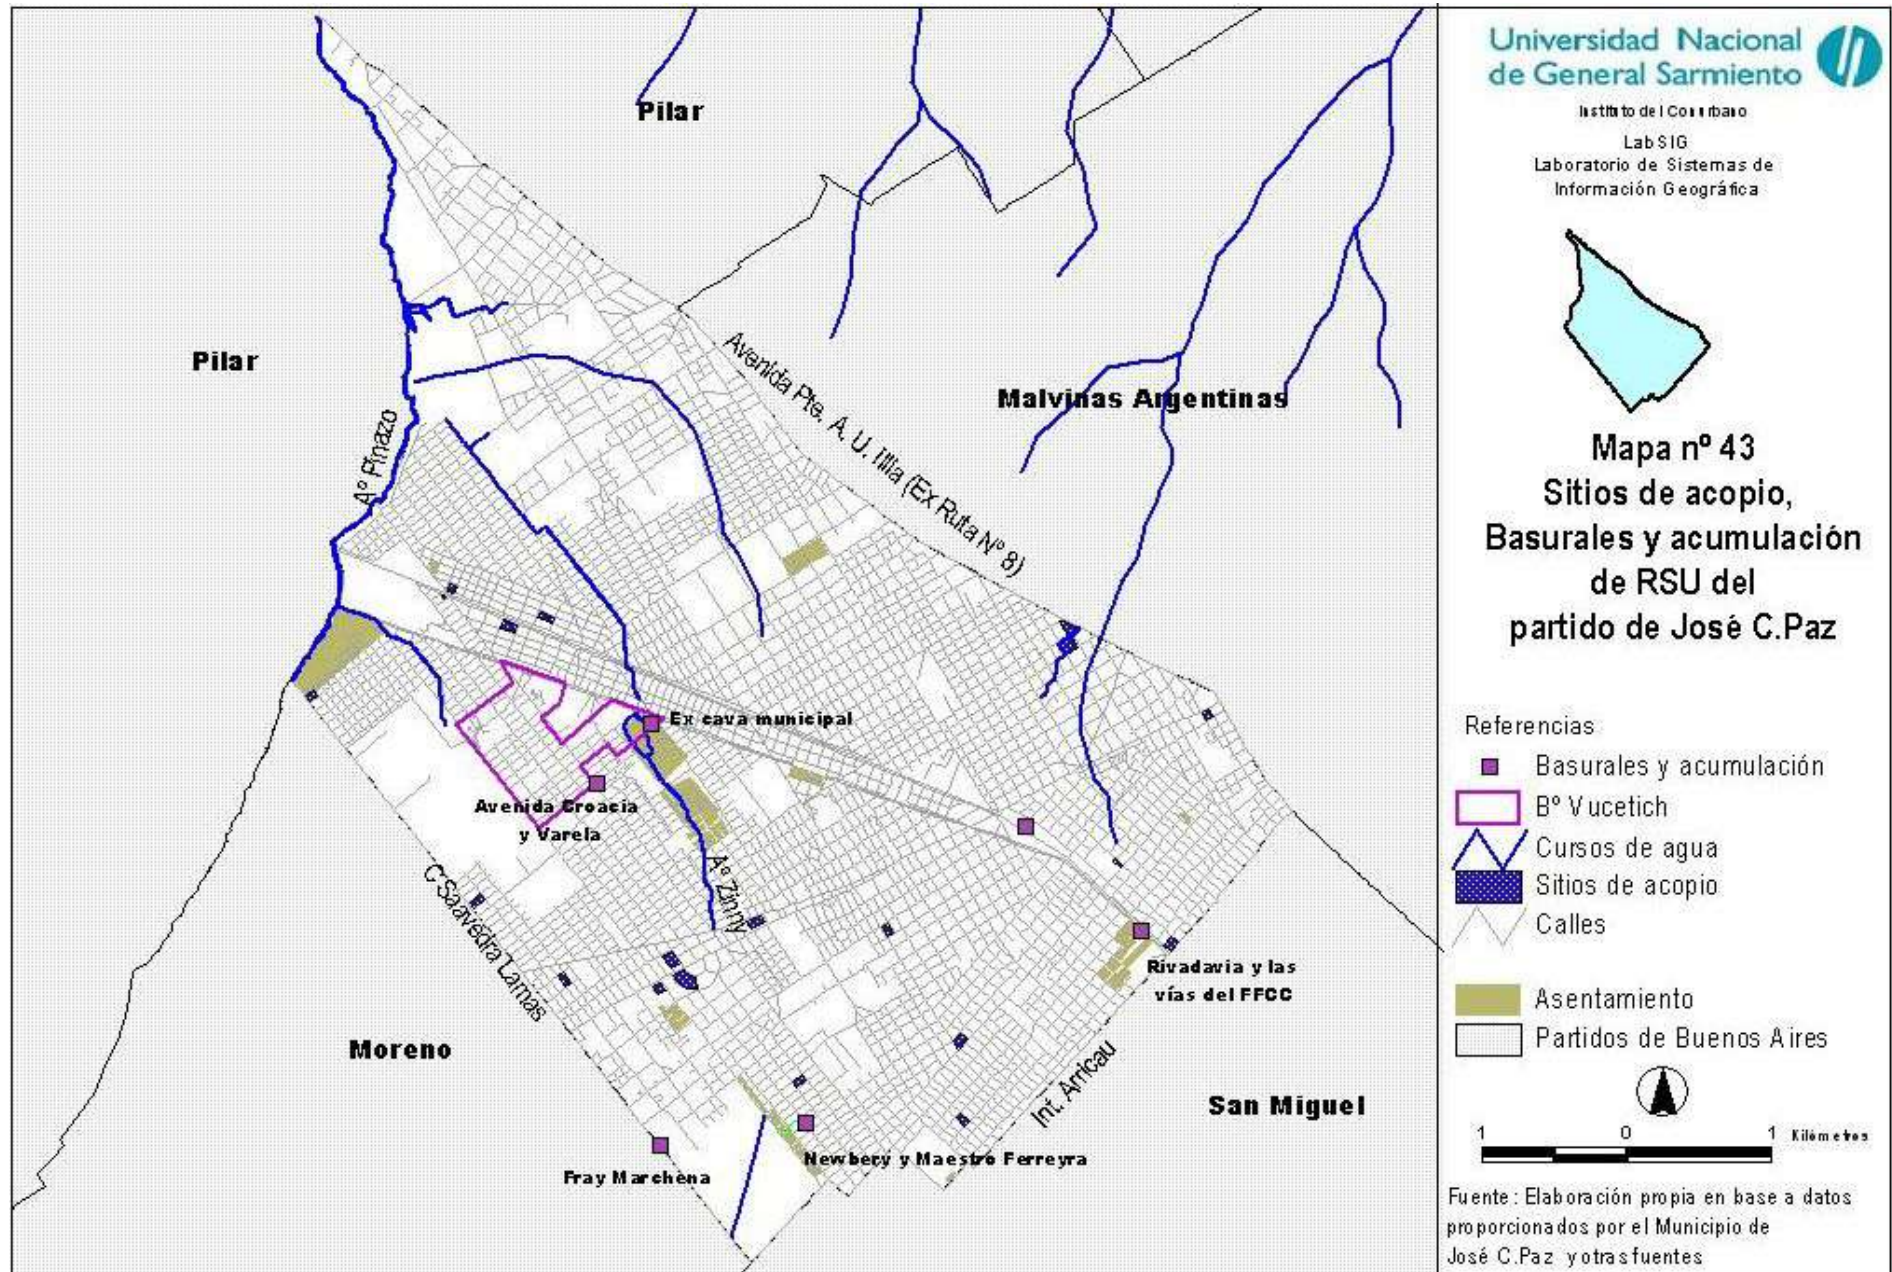 Pilar
Pilar
Malvinas Argentinas
Avenida Pte. A. U. Illia (Ex Ruta Nº 8)
Aº Pinazo
Ex cava municipal
Avenida Croacia
y Varela
Aº Zinny
C Saavedra Lamas
Rivadavia y las
vías del FFCC
Moreno
Int. Arricau
San Miguel
Newbery y Maestro Ferreyra
Fray Marchena
Universidad Nacional
de General Sarmiento
Instituto del Conurbano
LabSIG
Laboratorio de Sistemas de
Información Geográfica
Mapa nº 43
Sitios de acopio,
Basurales y acumulación
de RSU del
partido de José C.Paz
Referencias
Basurales y acumulación
Bº Vucetich
Cursos de agua
Sitios de acopio
Calles
Asentamiento
Partidos de Buenos Aires
1 0 1 Kilómetros
Fuente: Elaboración propia en base a datos
proporcionados por el Municipio de
José C.Paz y otras fuentes